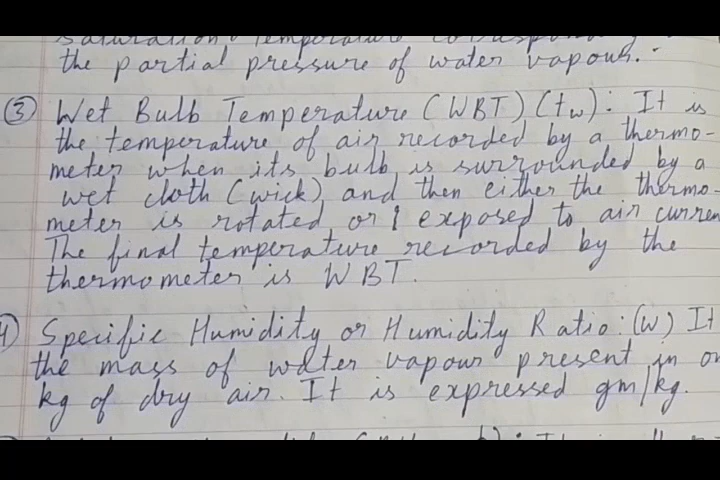 the partial pressure of water vapour.
③ Wet Bulb Temperature (WBT) (tw): It is
the temperature of air recorded by a thermo-
meter when its bulb is surrounded by a
wet cloth (wick) and then either the thermo-
meter is rotated or exposed to air curren
The final temperature recorded by the
thermometer is WBT.
4) Specific Humidity or Humidity Ratio: (W) It
the mass of water vapour present in on
kg of dry air. It is expressed gm/kg.